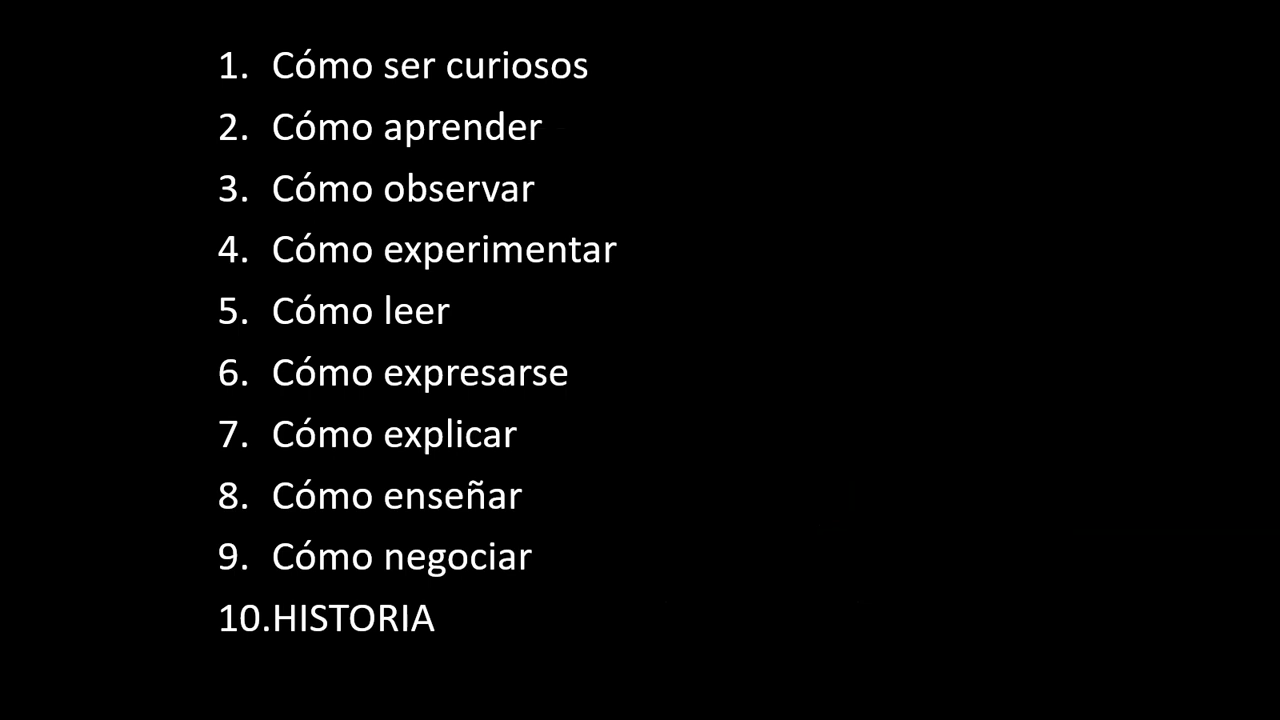 1. Cómo ser curiosos
2. Cómo aprender
3. Cómo observar
4. Cómo experimentar
5. Cómo leer
6. Cómo expresarse
7. Cómo explicar
8. Cómo enseñar
9. Cómo negociar
10.HISTORIA